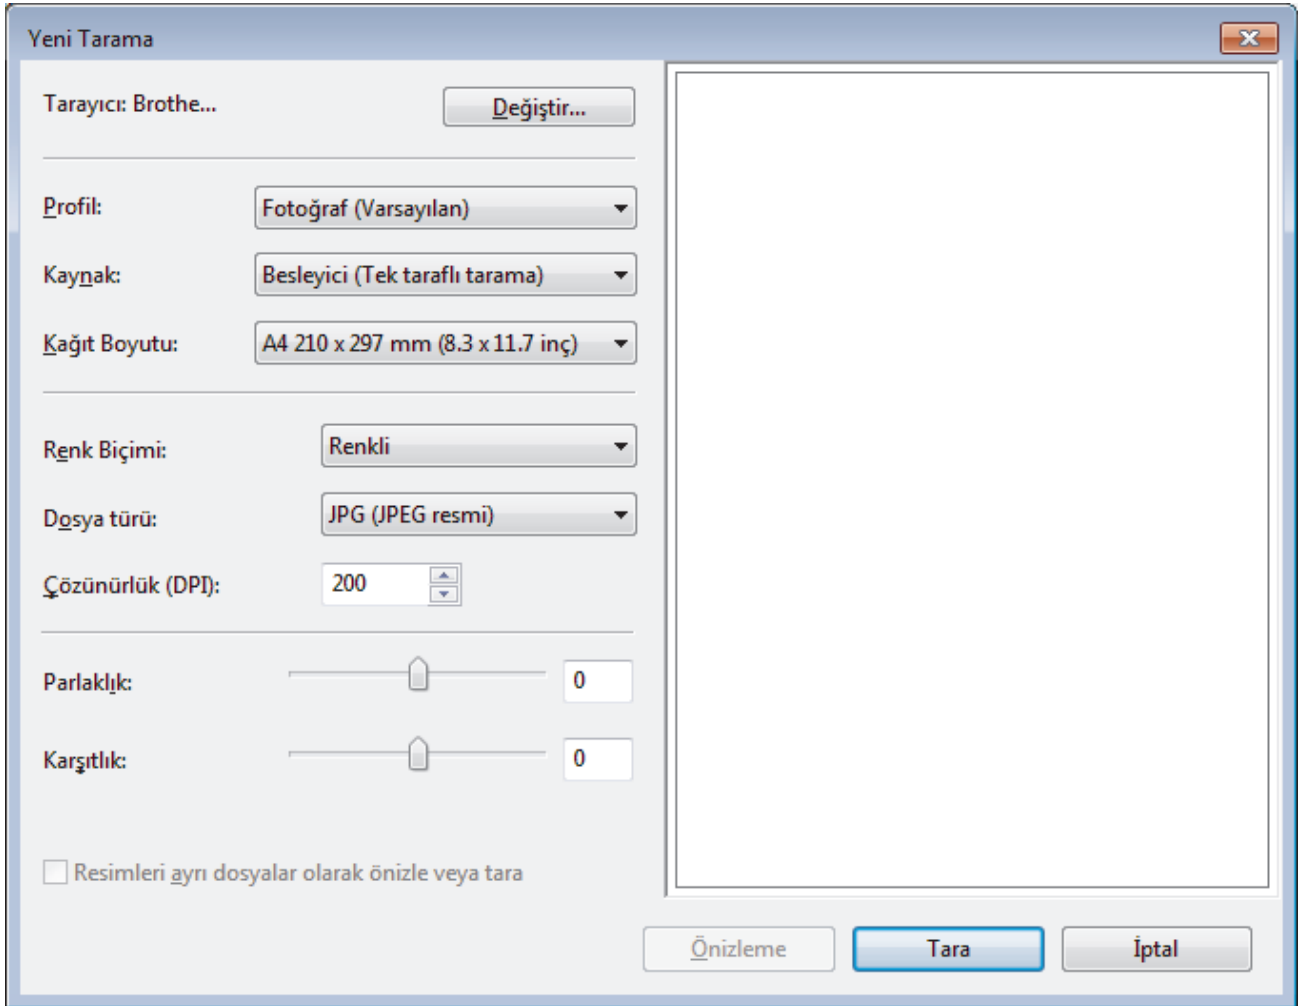 Yeni Tarama
Tarayıcı: Brothe...
Değiştir...
Profil:
Fotoğraf (Varsayılan)
Kaynak:
Besleyici (Tek taraflı tarama)
Kağıt Boyutu:
A4 210 x 297 mm (8.3 x 11.7 inç)
Renk Biçimi:
Renkli
Dosya türü:
JPG (JPEG resmi)
Çözünürlük (DPI):
200
Parlaklık:
0
Karşıtlık:
0
Resimleri ayrı dosyalar olarak önizle veya tara
Önizleme
Tara
İptal